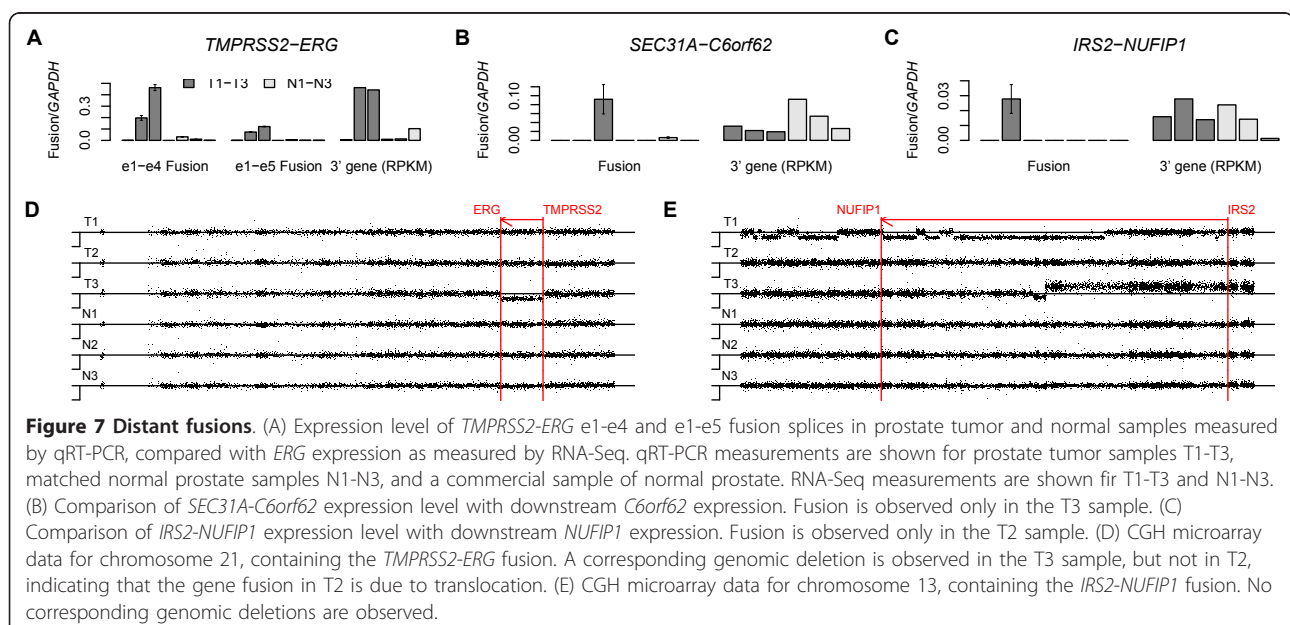 A TMPRSS2−ERG
B SEC31A−C6orf62
C IRS2−NUFIP1
Fusion/GAPDH
0.0 0.3
T1−T3 N1−N3
e1−e4 Fusion e1−e5 Fusion 3' gene (RPKM)
Fusion/GAPDH
0.00 0.10
Fusion 3' gene (RPKM)
Fusion/GAPDH
0.00 0.03
Fusion 3' gene (RPKM)
D
ERG TMPRSS2
T1
T2
T3
N1
N2
N3
E
NUFIP1 IRS2
T1
T2
T3
N1
N2
N3
Figure 7 Distant fusions. (A) Expression level of TMPRSS2-ERG e1-e4 and e1-e5 fusion splices in prostate tumor and normal samples measured
by qRT-PCR, compared with ERG expression as measured by RNA-Seq. qRT-PCR measurements are shown for prostate tumor samples T1-T3,
matched normal prostate samples N1-N3, and a commercial sample of normal prostate. RNA-Seq measurements are shown fir T1-T3 and N1-N3.
(B) Comparison of SEC31A-C6orf62 expression level with downstream C6orf62 expression. Fusion is observed only in the T3 sample. (C)
Comparison of IRS2-NUFIP1 expression level with downstream NUFIP1 expression. Fusion is observed only in the T2 sample. (D) CGH microarray
data for chromosome 21, containing the TMPRSS2-ERG fusion. A corresponding genomic deletion is observed in the T3 sample, but not in T2,
indicating that the gene fusion in T2 is due to translocation. (E) CGH microarray data for chromosome 13, containing the IRS2-NUFIP1 fusion. No
corresponding genomic deletions are observed.